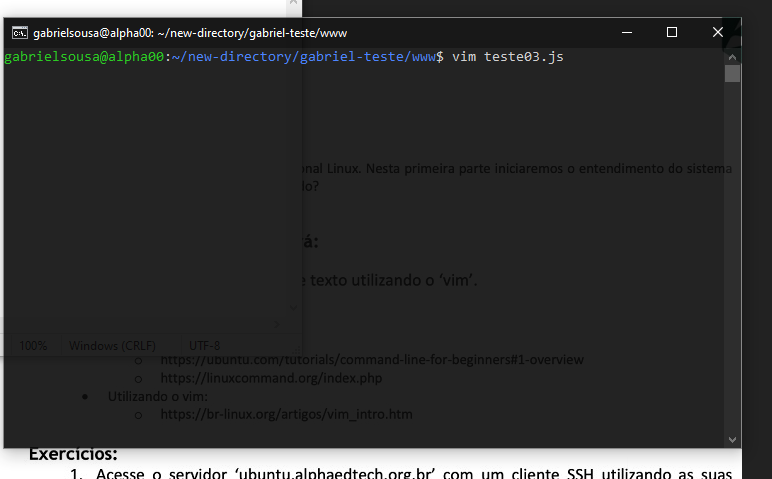 gabrielsousa@alpha00: ~/new-directory/gabriel-teste/www
gabrielsousa@alpha00:~/new-directory/gabriel-teste/www$ vim teste03.js
onal Linux. Nesta primeira parte iniciaremos o entendimento do sistema
do?
rá:
e texto utilizando o ‘vim’.
100% Windows (CRLF) UTF-8
o https://ubuntu.com/tutorials/command-line-for-beginners#1-overview
o https://linuxcommand.org/index.php
• Utilizando o vim:
o https://br-linux.org/artigos/vim_intro.htm
Exercícios:
1. Acesse o servidor ‘ubuntu.alphaedtech.org.br’ com um cliente SSH utilizando as suas